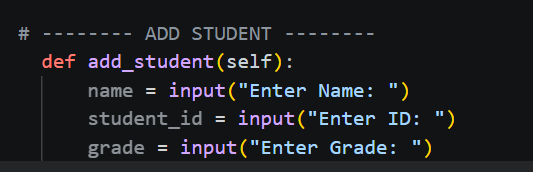 # -------- ADD STUDENT --------
def add_student(self):
name = input("Enter Name: ")
student_id = input("Enter ID: ")
grade = input("Enter Grade: ")